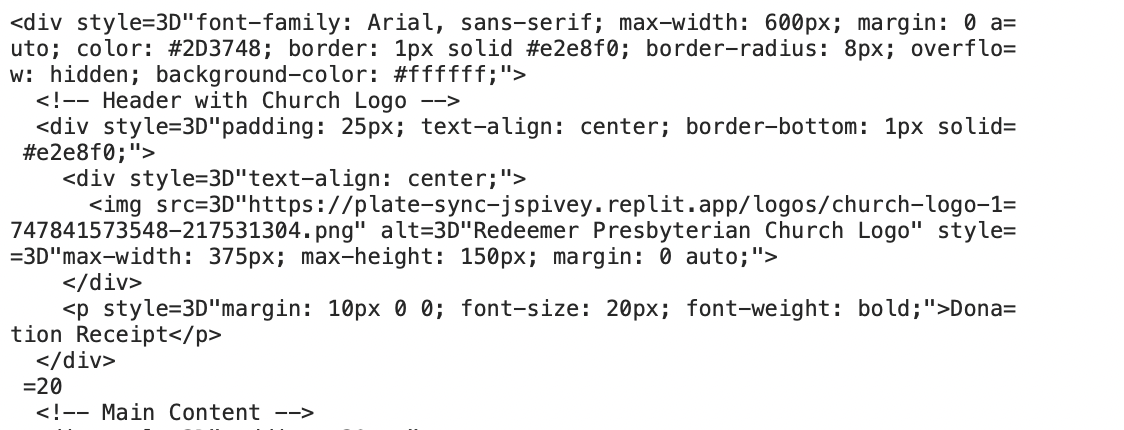 <div style=3D"font-family: Arial, sans-serif; max-width: 600px; margin: 0 a=
uto; color: #2D3748; border: 1px solid #e2e8f0; border-radius: 8px; overflo=
w: hidden; background-color: #ffffff;">
  <!-- Header with Church Logo -->
  <div style=3D"padding: 25px; text-align: center; border-bottom: 1px solid=
 #e2e8f0;">
    <div style=3D"text-align: center;">
      <img src=3D"https://plate-sync-jspivey.replit.app/logos/church-logo-1=
747841573548-217531304.png" alt=3D"Redeemer Presbyterian Church Logo" style=
=3D"max-width: 375px; max-height: 150px; margin: 0 auto;">
    </div>
    <p style=3D"margin: 10px 0 0; font-size: 20px; font-weight: bold;">Dona=
tion Receipt</p>
  </div>
 =20
  <!-- Main Content -->